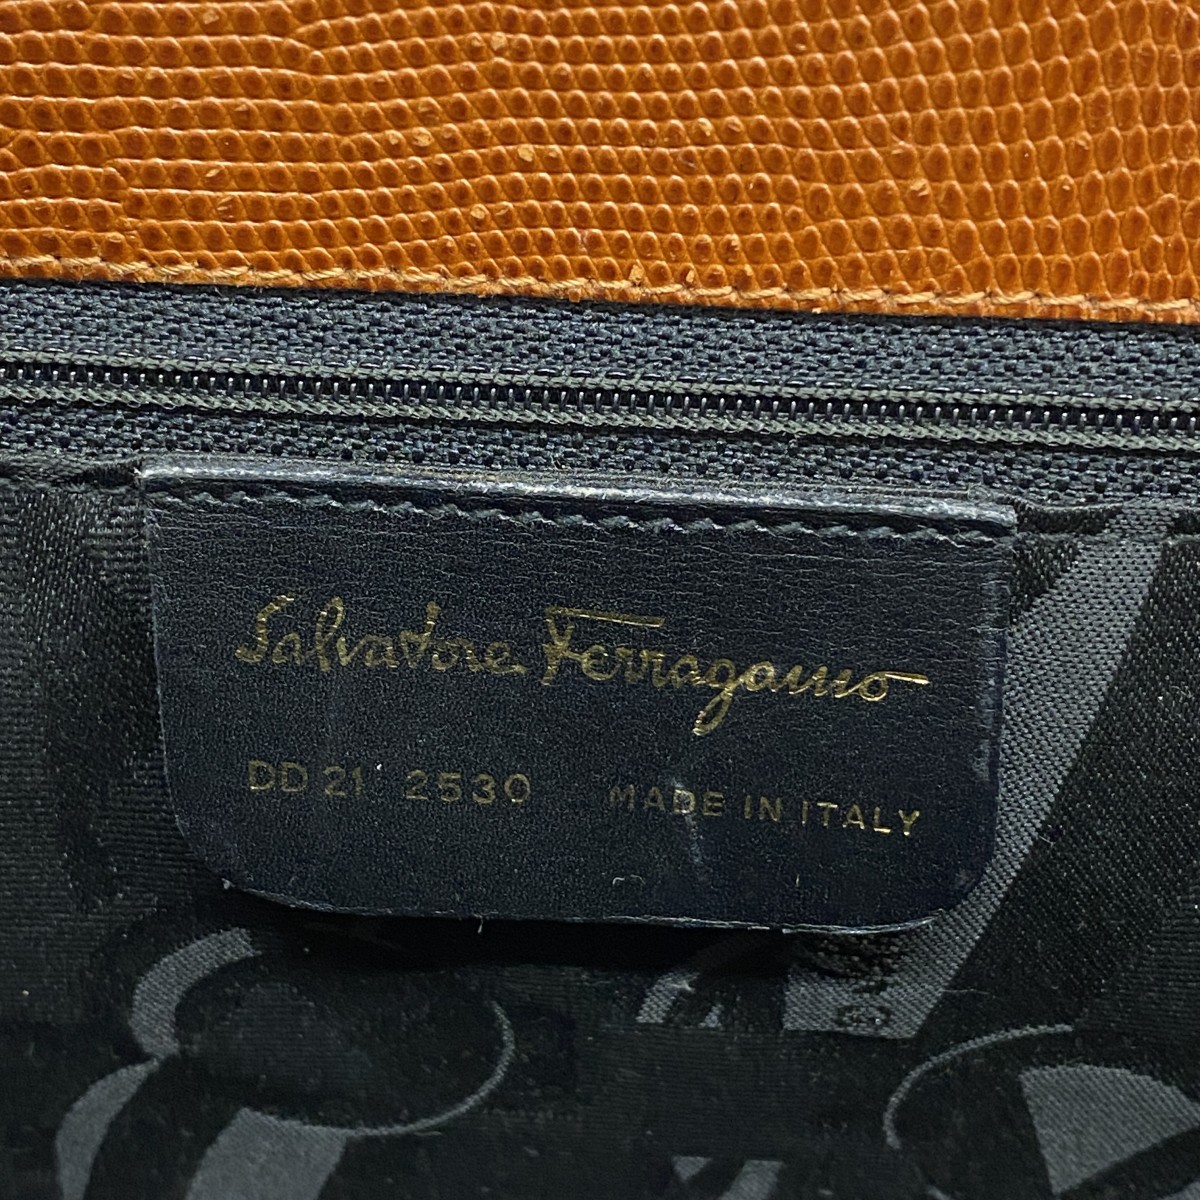 Salvatore Ferragamo
DD 21 2530 MADE IN ITALY